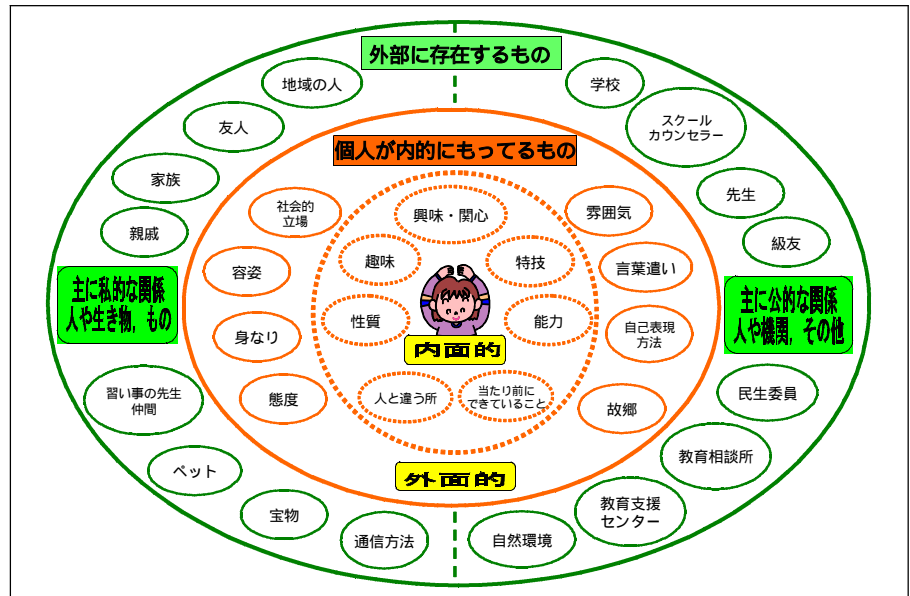 外部に存在するもの
地域の人
学校
友人
スクール
カウンセラー
個人が内的にもってるもの
家族
先生
社会的
立場
興味・関心
雰囲気
親戚
級友
趣味
特技
容姿
言葉遣い
主に私的な関係
人や生き物，もの
主に公的な関係
人や機関，その他
性質
能力
身なり
自己表現
方法
内面的
習い事の先生
仲間
態度
人と違う所
当たり前に
できていること
故郷
民生委員
ペット
外面的
教育相談所
宝物
教育支援
センター
通信方法
自然環境